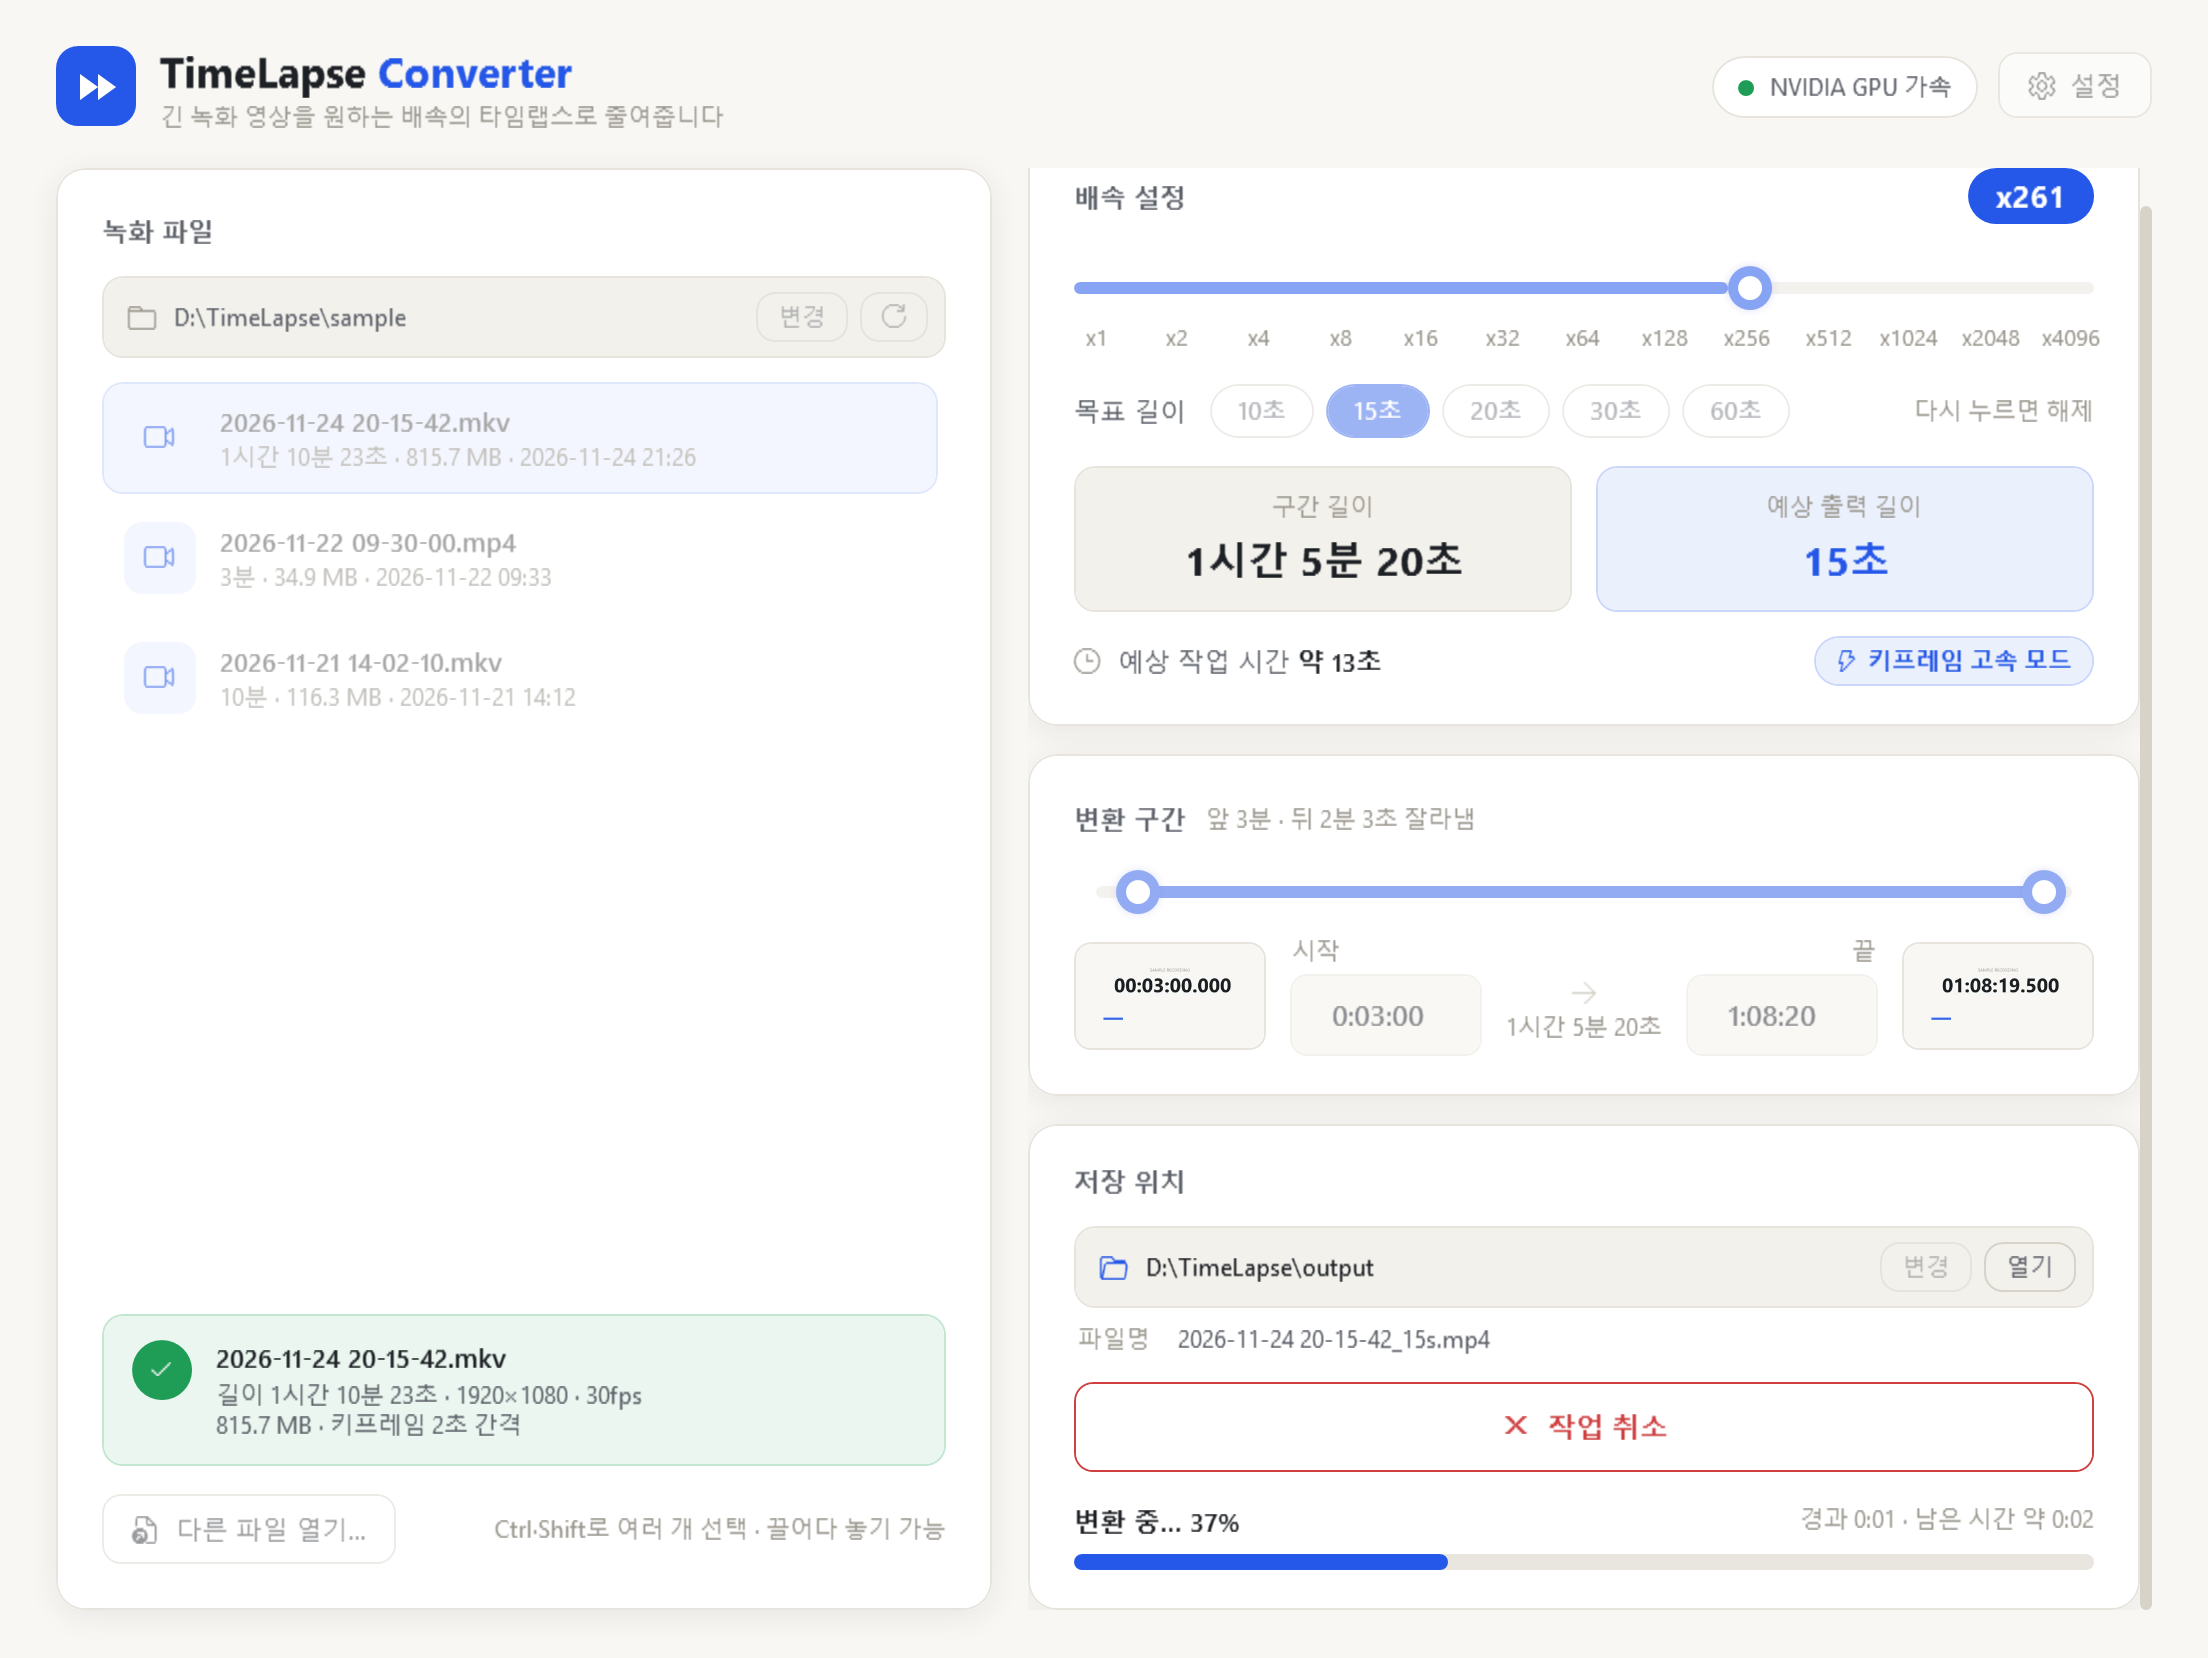 TimeLapse Converter
긴 녹화 영상을 원하는 배속의 타임랩스로 줄여줍니다
NVIDIA GPU 가속
설정
녹화 파일
D:\TimeLapse\sample
변경
2026-11-24 20-15-42.mkv
1시간 10분 23초 · 815.7 MB · 2026-11-24 21:26
2026-11-22 09-30-00.mp4
3분 · 34.9 MB · 2026-11-22 09:33
2026-11-21 14-02-10.mkv
10분 · 116.3 MB · 2026-11-21 14:12
2026-11-24 20-15-42.mkv
길이 1시간 10분 23초 · 1920×1080 · 30fps
815.7 MB · 키프레임 2초 간격
다른 파일 열기...
Ctrl·Shift로 여러 개 선택 · 끌어다 놓기 가능
배속 설정
x261
x1 x2 x4 x8 x16 x32 x64 x128 x256 x512 x1024 x2048 x4096
목표 길이 10초 15초 20초 30초 60초 다시 누르면 해제
구간 길이
1시간 5분 20초
예상 출력 길이
15초
예상 작업 시간 약 13초
키프레임 고속 모드
변환 구간 앞 3분 · 뒤 2분 3초 잘라냄
SAMPLE RECORDING
00:03:00.000
시작
0:03:00
1시간 5분 20초
끝
1:08:20
SAMPLE RECORDING
01:08:19.500
저장 위치
D:\TimeLapse\output
변경
열기
파일명 2026-11-24 20-15-42_15s.mp4
작업 취소
변환 중... 37%
경과 0:01 · 남은 시간 약 0:02